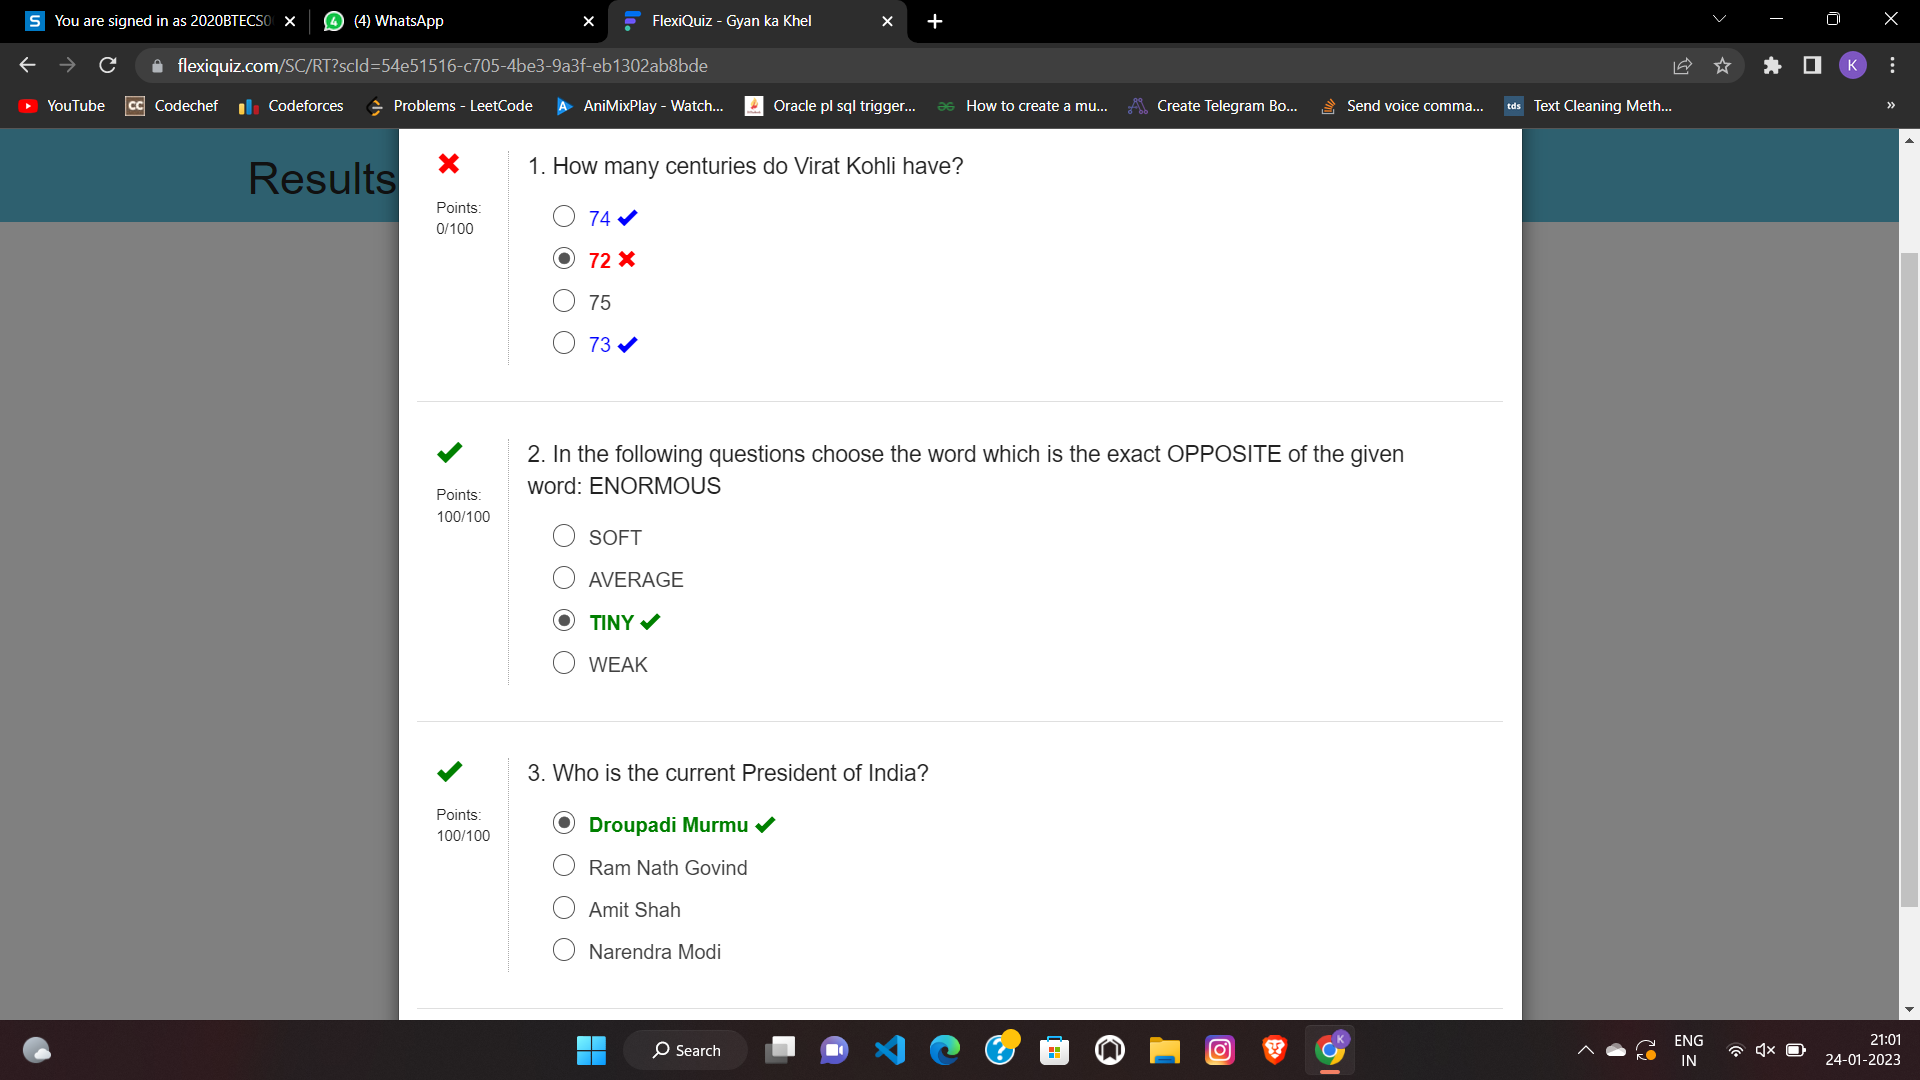 You are signed in as 2020BTECS0
(4) WhatsApp
FlexiQuiz - Gyan ka Khel
flexiquiz.com/SC/RT?scId=54e51516-c705-4be3-9a3f-eb1302ab8bde
K
YouTube
CC Codechef
Codeforces
Problems - LeetCode
AniMixPlay - Watch...
Oracle pl sql trigger...
How to create a mu...
Create Telegram Bo...
Send voice comma...
tds Text Cleaning Meth...
»
Results
1. How many centuries do Virat Kohli have?
Points:
0/100
74
72
75
73
2. In the following questions choose the word which is the exact OPPOSITE of the given
word: ENORMOUS
Points:
100/100
SOFT
AVERAGE
TINY
WEAK
3. Who is the current President of India?
Points:
100/100
Droupadi Murmu
Ram Nath Govind
Amit Shah
Narendra Modi
Search
K
ENG
IN
21:01
24-01-2023